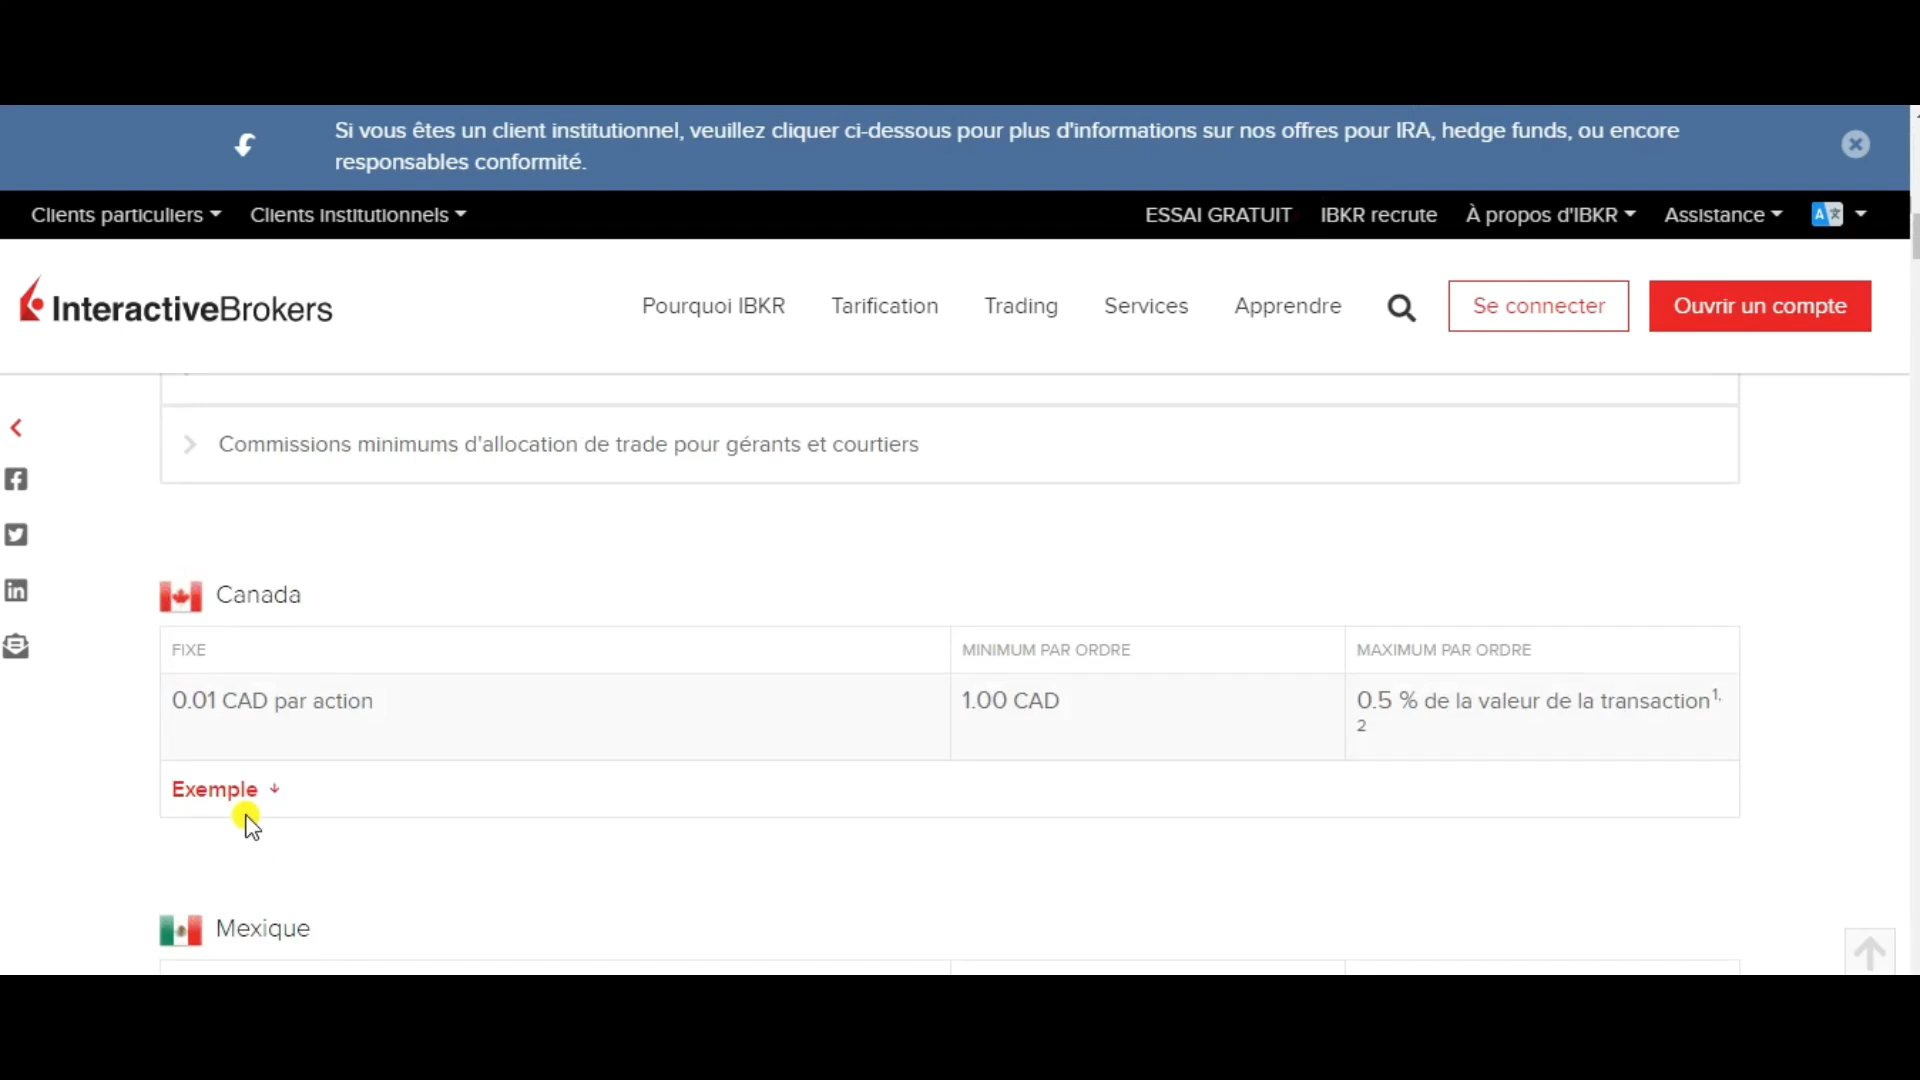 Si vous êtes un client institutionnel, veuillez cliquer ci-dessous pour plus d'informations sur nos offres pour IRA, hedge funds, ou encore
responsables conformité.
Clients particuliers Clients institutionnels ESSAI GRATUIT IBKR recrute À propos d'IBKR Assistance
InteractiveBrokers Pourquoi IBKR Tarification Trading Services Apprendre Se connecter Ouvrir un compte
Commissions minimums d'allocation de trade pour gérants et courtiers
Canada
FIXE MINIMUM PAR ORDRE MAXIMUM PAR ORDRE
0.01 CAD par action 1.00 CAD 0.5 % de la valeur de la transaction1,
2
Exemple
Mexique